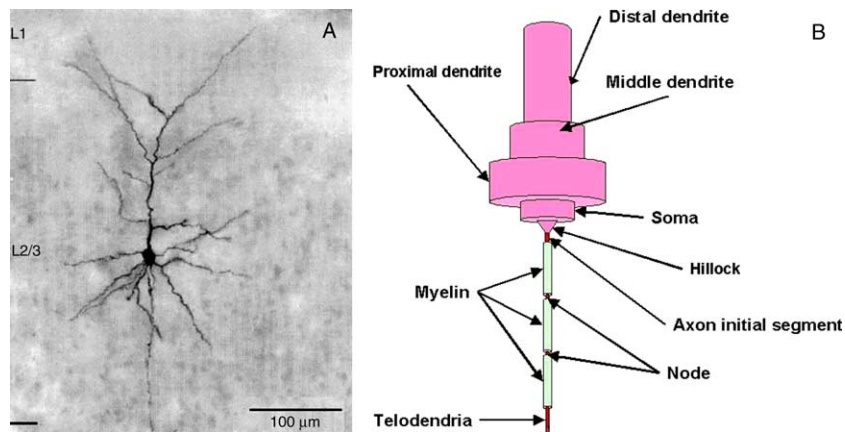 A
L1
L2/3
100 µm
B
Distal dendrite
Proximal dendrite
Middle dendrite
Soma
Hillock
Myelin
Axon initial segment
Node
Telodendria